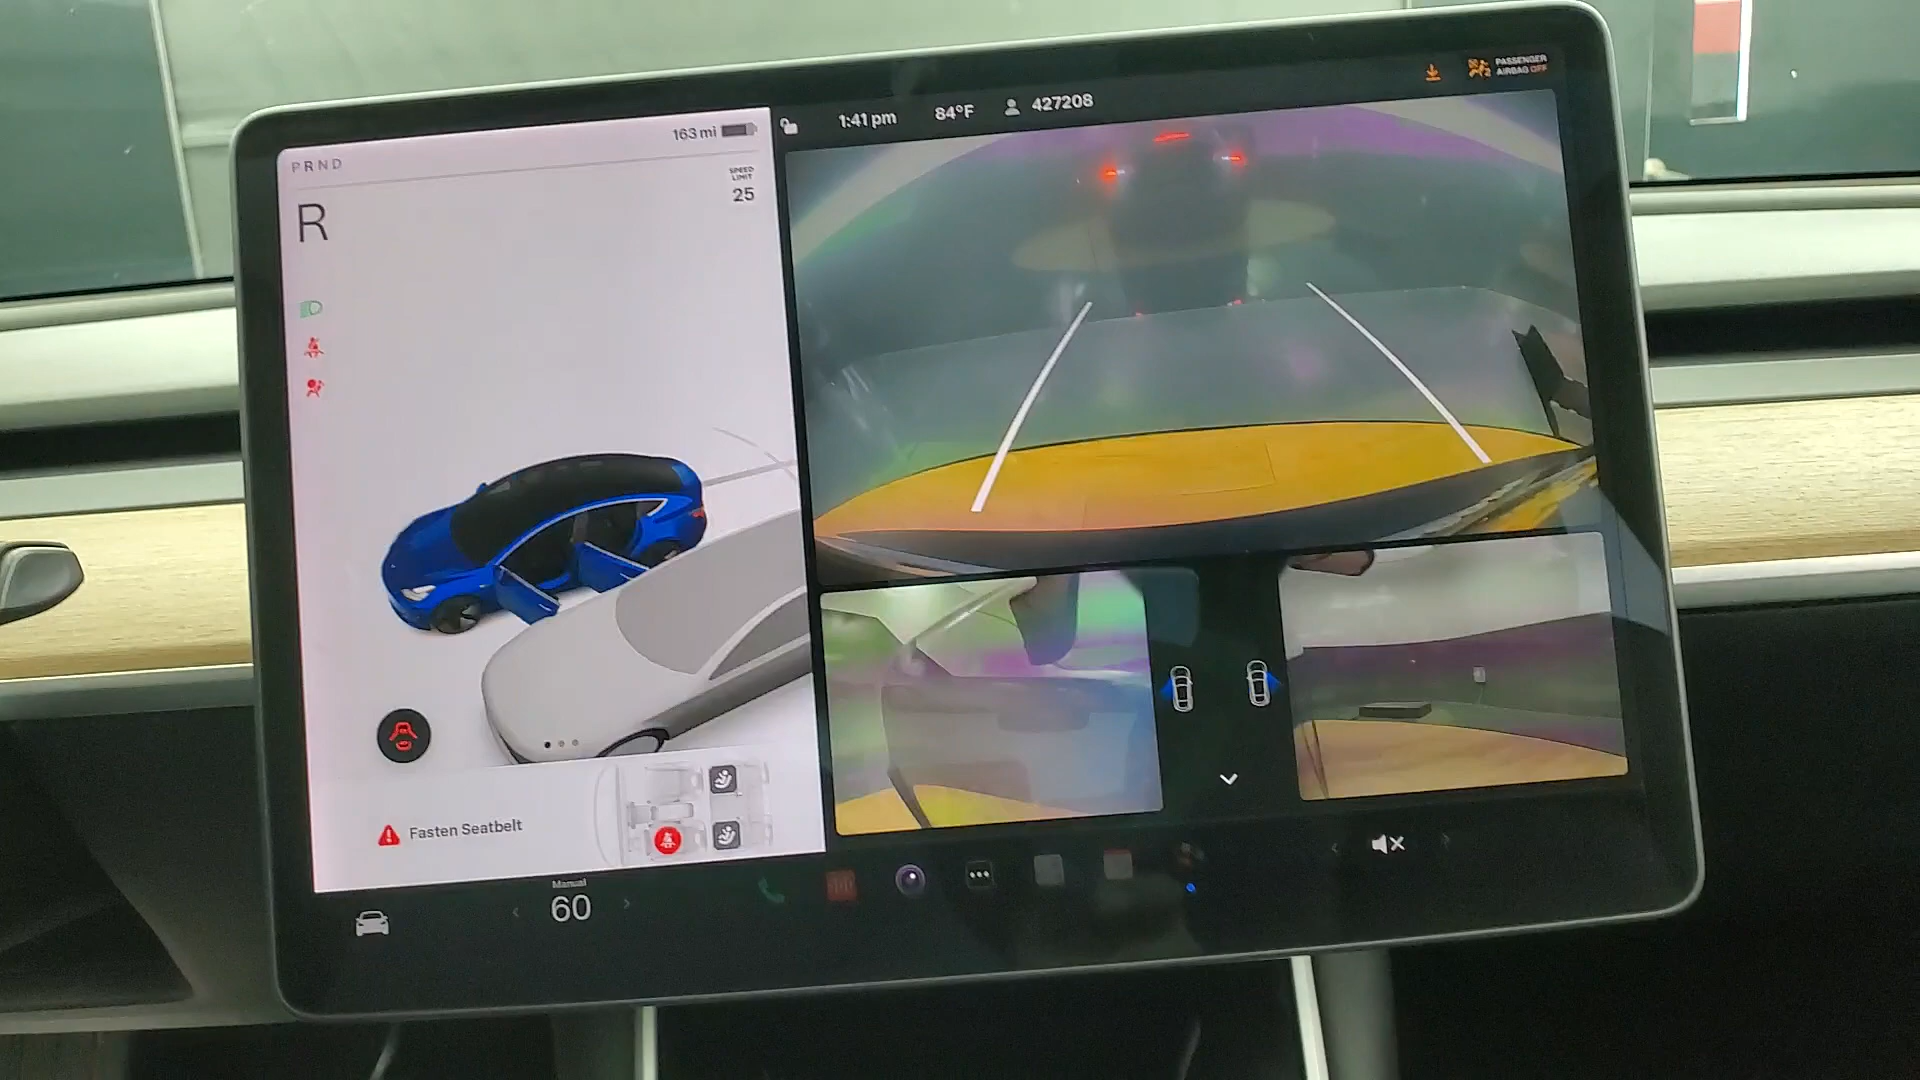 PRND
163 mi
R
SPEED
LIMIT
25
1:41 pm
84°F
427208
PASSENGER
AIRBAG OFF
Fasten Seatbelt
Manual
60